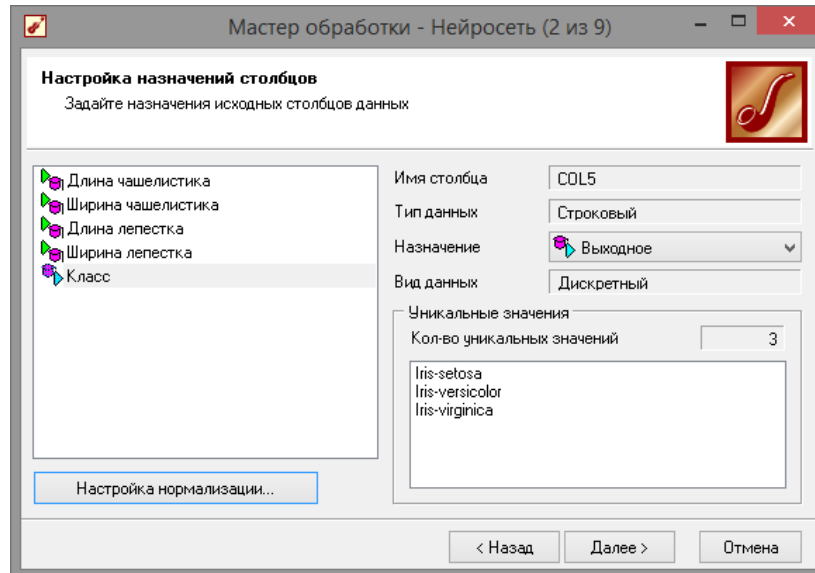 Мастер обработки - Нейросеть (2 из 9)
Настройка назначений столбцов
Задайте назначения исходных столбцов данных
Длина чашелистика
Ширина чашелистика
Длина лепестка
Ширина лепестка
Класс
Настройка нормализации...
Имя столбца COL5
Тип данных Строковый
Назначение Выходное
Вид данных Дискретный
Уникальные значения
Кол-во уникальных значений 3
Iris-setosa
Iris-versicolor
Iris-virginica
< Назад Далее > Отмена